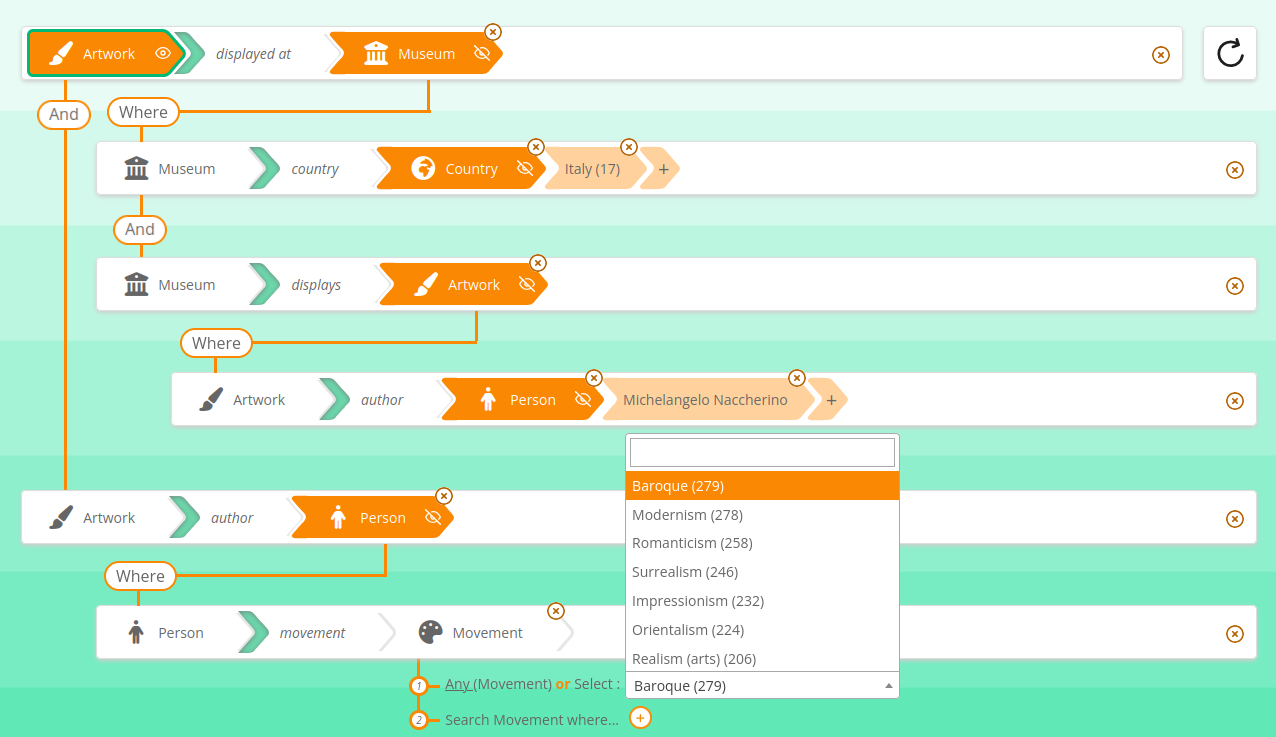 Artwork displayed at Museum
And Where
Museum country Country Italy (17) +
And
Museum displays Artwork
Where
Artwork author Person Michelangelo Naccherino +
Artwork author Person
Where
Person movement Movement
Baroque (279)
Modernism (278)
Romanticism (258)
Surrealism (246)
Impressionism (232)
Orientalism (224)
Realism (arts) (206)
1 Any (Movement) or Select : Baroque (279)
2 Search Movement where... +